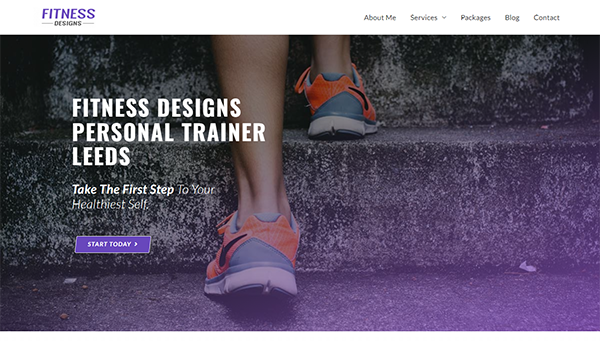 FITNESS
DESIGNS
About Me Services Packages Blog Contact
FITNESS DESIGNS
PERSONAL TRAINER
LEEDS
Take The First Step To Your
Healthiest Self.
START TODAY